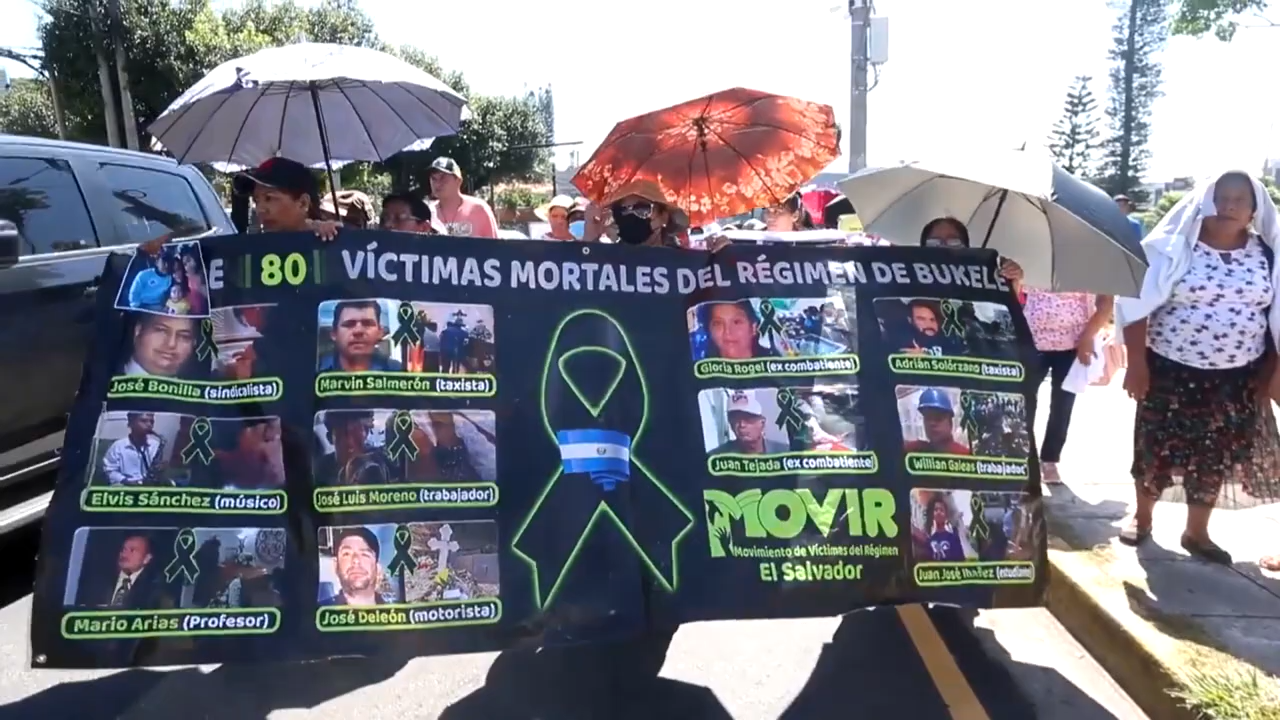 E 80 VÍCTIMAS MORTALES DEL RÉGIMEN DE BUKELE
José Bonilla (sindicalista)
Marvin Salmerón (taxista)
Gloria Rogel (ex combatiente)
Adrián Solórzano (taxista)
Elvis Sánchez (músico)
José Luis Moreno (trabajador)
Juan Tejada (ex combatiente)
Willian Galeas (trabajador)
Mario Arias (Profesor)
José Deleón (motorista)
MOVIR
Movimiento de Víctimas del Régimen
El Salvador
Juan José Ibáñez (estudiante)